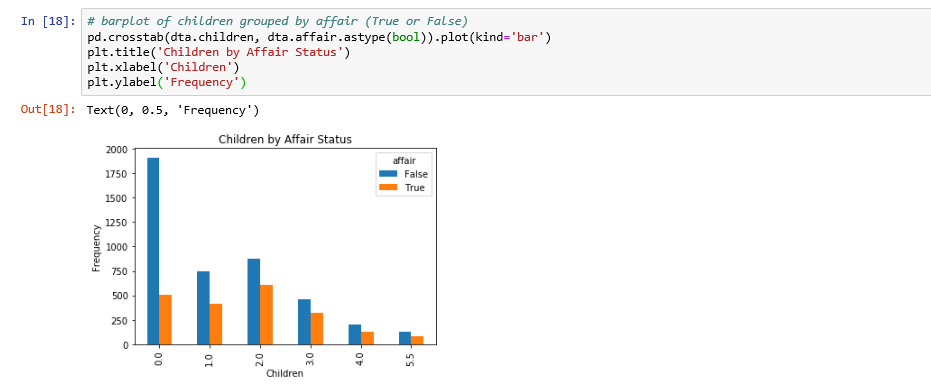 In [18]: # barplot of children grouped by affair (True or False)
pd.crosstab(dta.children, dta.affair.astype(bool)).plot(kind='bar')
plt.title('Children by Affair Status')
plt.xlabel('Children')
plt.ylabel('Frequency')
Out[18]: Text(0, 0.5, 'Frequency')
Children by Affair Status
affair
False
True
2000
1750
1500
1250
1000
750
500
250
0
Frequency
0.0 1.0 2.0 3.0 4.0 5.5
Children